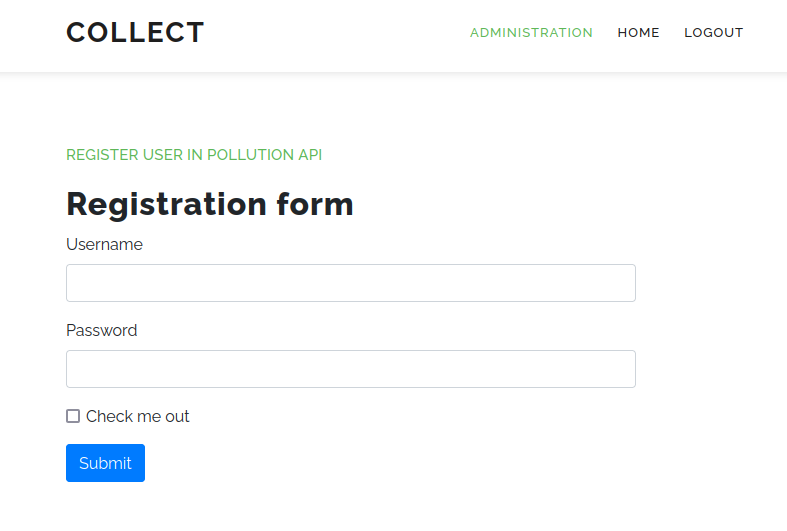 COLLECT
ADMINISTRATION HOME LOGOUT
REGISTER USER IN POLLUTION API
Registration form
Username
Password
Check me out
Submit